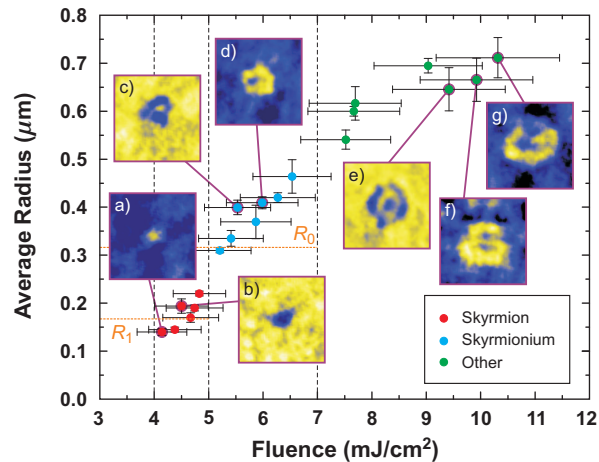 0.8
0.7
0.6
0.5
0.4
0.3
0.2
0.1
0.0
Average Radius (μm)
3 4 5 6 7 8 9 10 11 12
Fluence (mJ/cm²)
a)
b)
c)
d)
e)
f)
g)
R₀
R₁
Skyrmion
Skyrmionium
Other